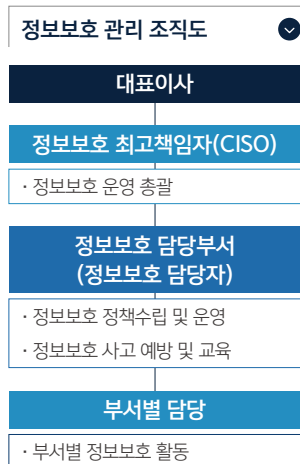 정보보호 관리 조직도
대표이사
정보보호 최고책임자(CISO)
· 정보보호 운영 총괄
정보보호 담당부서
(정보보호 담당자)
· 정보보호 정책수립 및 운영
· 정보보호 사고 예방 및 교육
부서별 담당
· 부서별 정보보호 활동